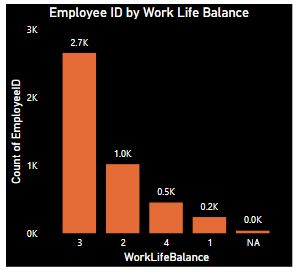 Employee ID by Work Life Balance
3K
2.7K
2K
1.0K
1K
0.5K
0.2K
0.0K
0K
Count of EmployeeID
3 2 4 1 NA
WorkLifeBalance